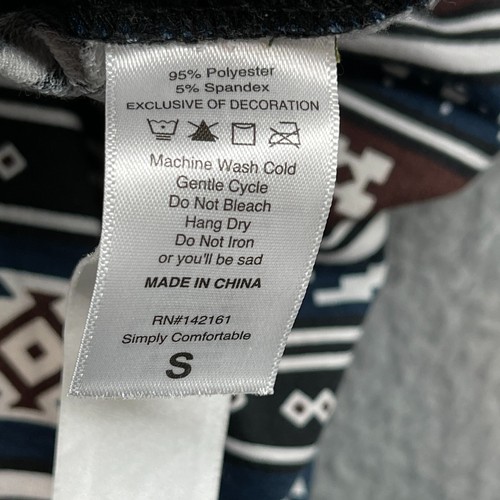 95% Polyester
5% Spandex
EXCLUSIVE OF DECORATION
Machine Wash Cold
Gentle Cycle
Do Not Bleach
Hang Dry
Do Not Iron
or you'll be sad
MADE IN CHINA
RN#142161
Simply Comfortable
S